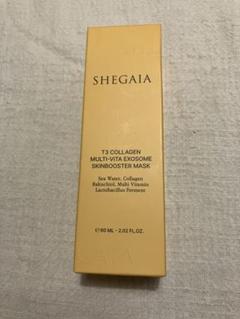 SHEGAIA
T3 COLLAGEN
MULTI-VITA EXOSOME
SKINBOOSTER MASK
Sea Water, Collagen
Bakuchiol, Multi Vitamin
Lactobacillus Ferment
℮ 60 ML - 2.02 FL.OZ.